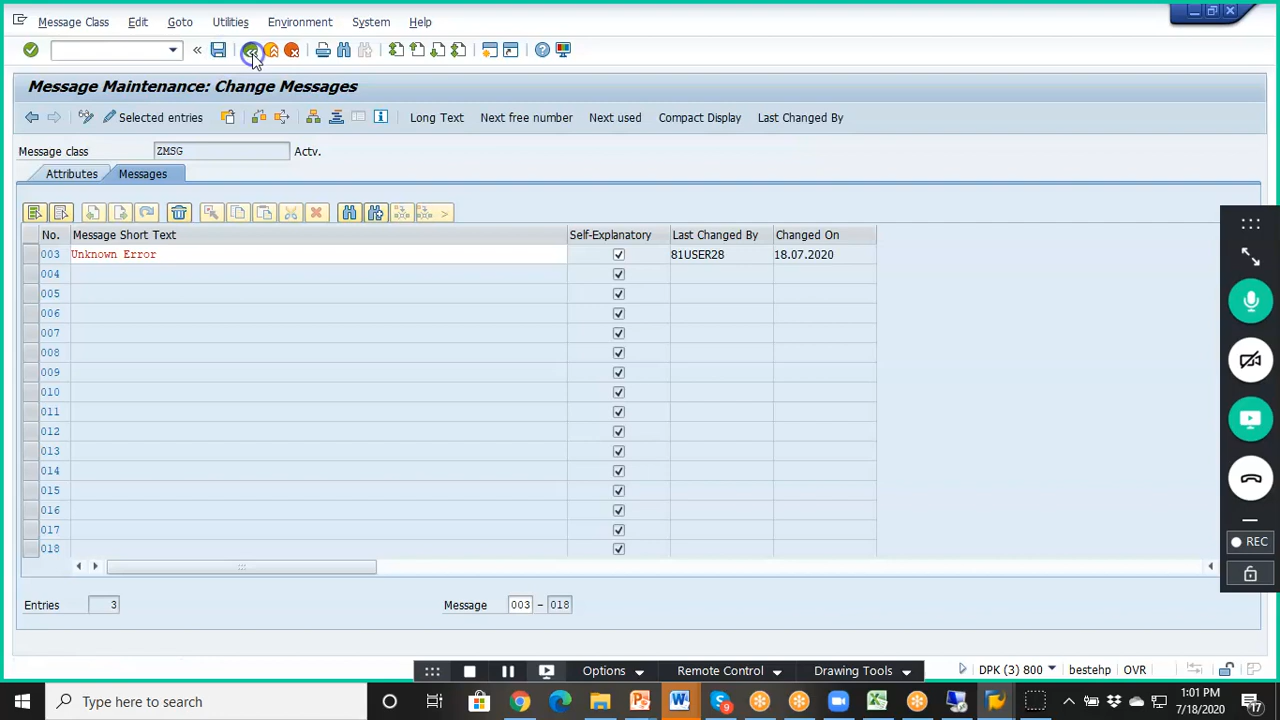 Message Class Edit Goto Utilities Environment System Help
Message Maintenance: Change Messages
Selected entries Long Text Next free number Next used Compact Display Last Changed By
Message class ZMSG Actv.
Attributes Messages
No. Message Short Text Self-Explanatory Last Changed By Changed On
003 Unknown Error 81USER28 18.07.2020
004
005
006
007
008
009
010
011
012
013
014
015
016
017
018
REC
Entries 3 Message 003 - 018
Options Remote Control Drawing Tools DPK (3) 800 bestehp OVR
Type here to search
9
1:01 PM
7/18/2020
17